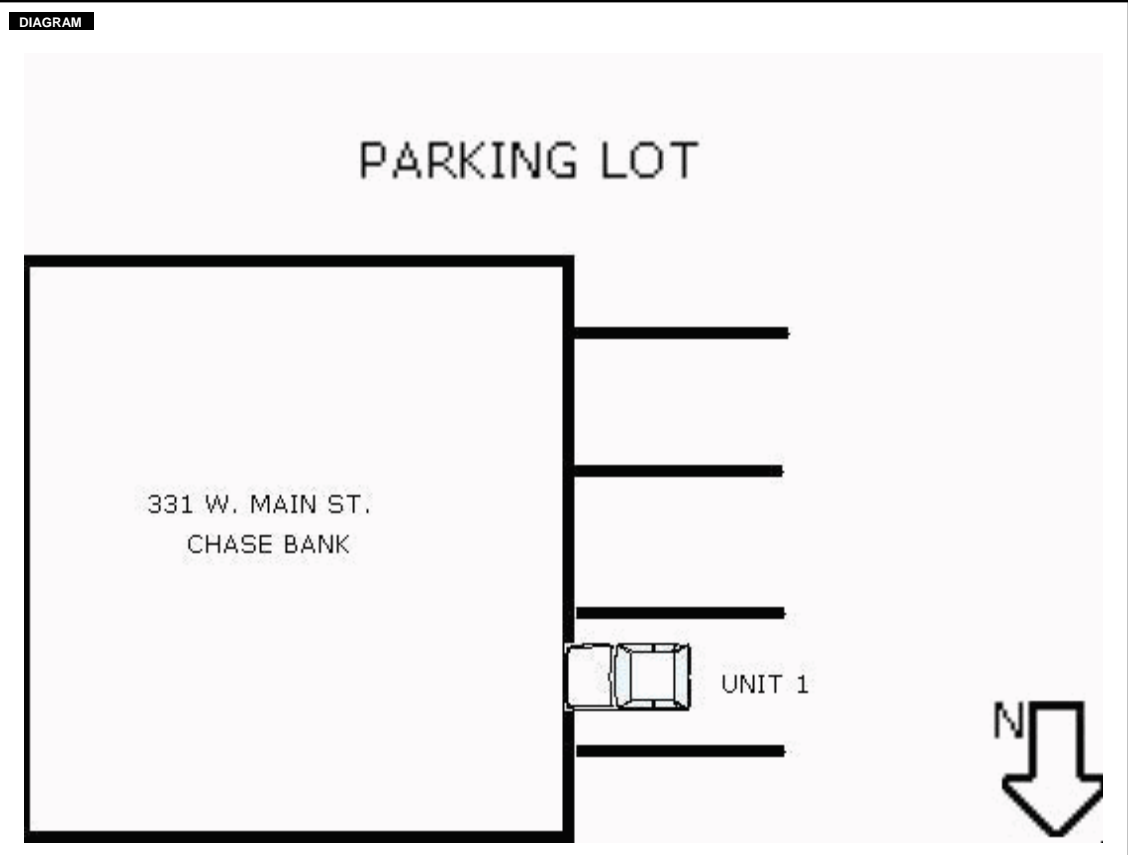 DIAGRAM
PARKING LOT
331 W. MAIN ST.
CHASE BANK
UNIT 1
N